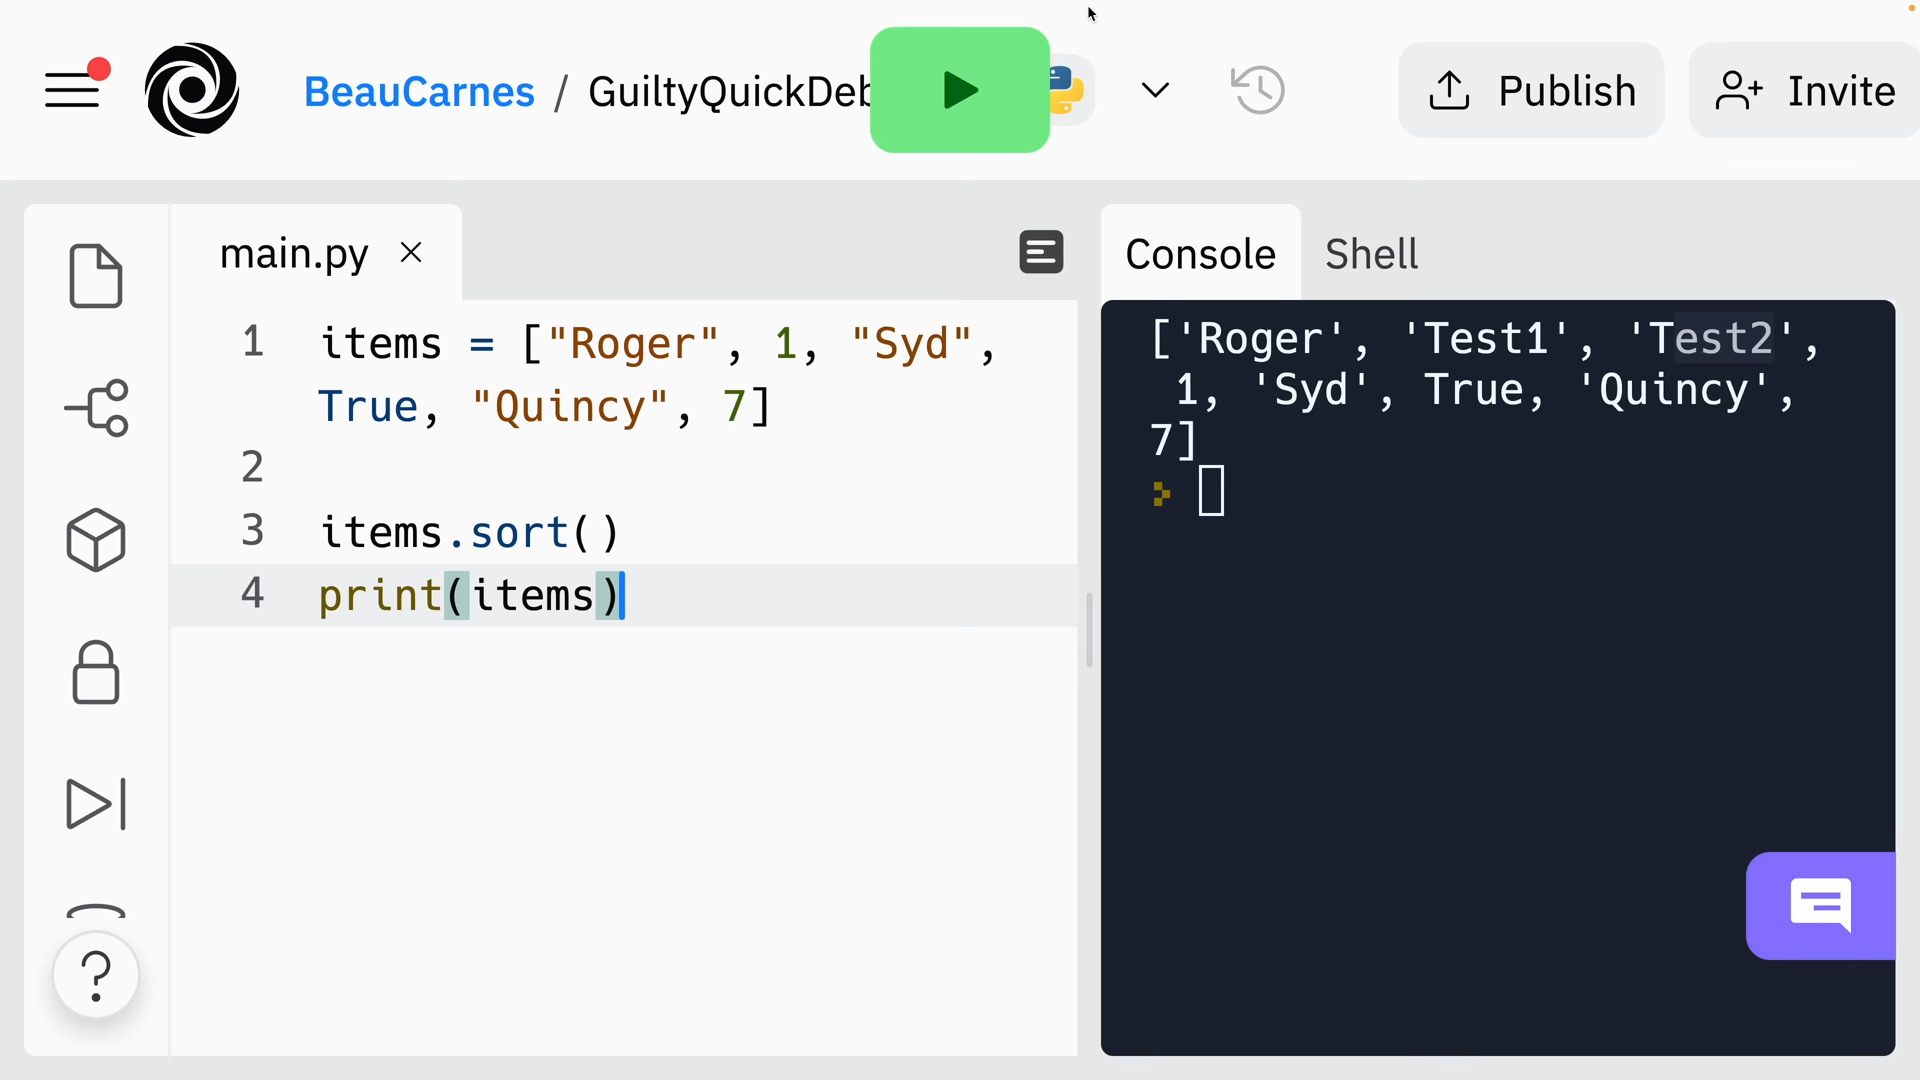 BeauCarnes / GuiltyQuickDeb
Publish
Invite
main.py
Console
Shell
1 items = ["Roger", 1, "Syd",
True, "Quincy", 7]
2
3 items.sort()
4 print(items)
['Roger', 'Test1', 'Test2',
1, 'Syd', True, 'Quincy',
7]
?